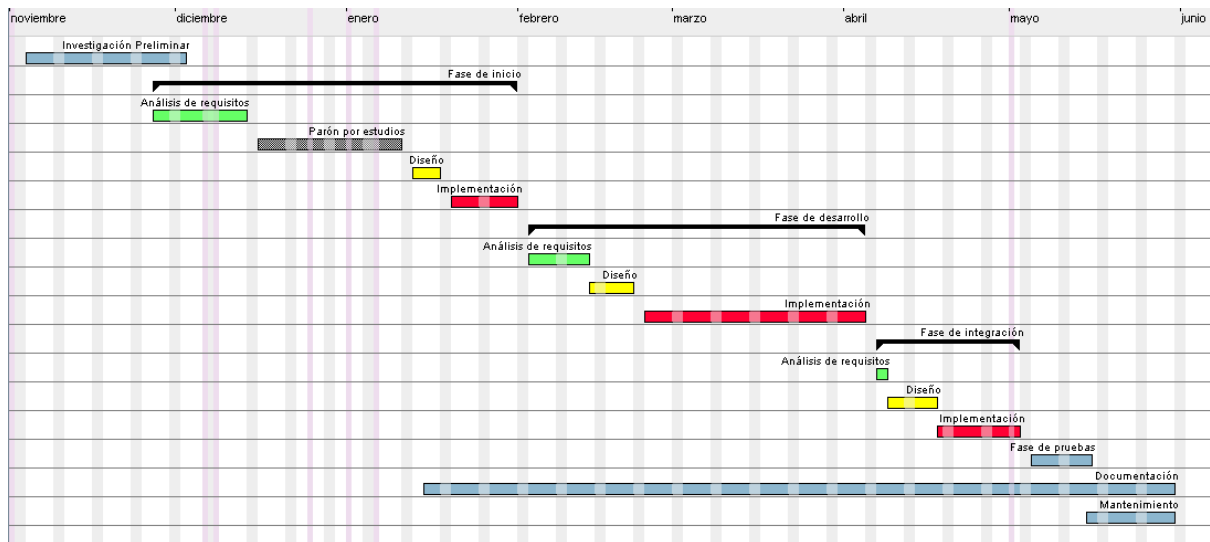 noviembre diciembre enero febrero marzo abril mayo junio
Investigación Preliminar
Fase de inicio
Análisis de requisitos
Parón por estudios
Diseño
Implementación
Fase de desarrollo
Análisis de requisitos
Diseño
Implementación
Fase de integración
Análisis de requisitos
Diseño
Implementación
Fase de pruebas
Documentación
Mantenimiento